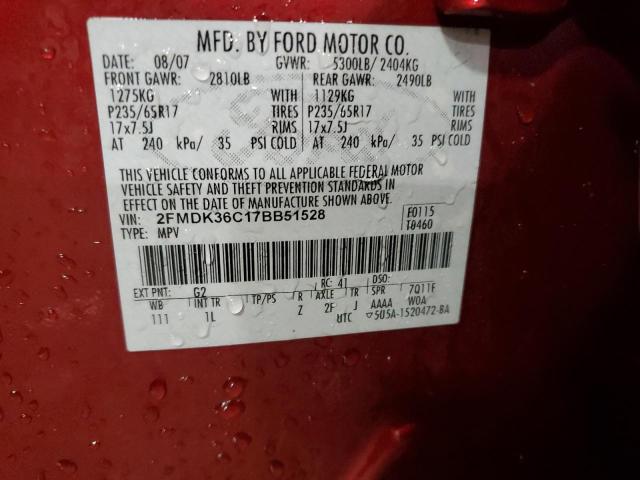 MFD. BY FORD MOTOR CO.
DATE: 08/07 GVWR: 5300LB/ 2404KG
FRONT GAWR: 2810LB REAR GAWR: 2490LB
1275KG WITH 1129KG WITH
P235/65R17 TIRES P235/65R17 TIRES
17x7.5J RIMS 17x7.5J RIMS
AT 240 kPa/ 35 PSI COLD AT 240 kPa/ 35 PSI COLD
THIS VEHICLE CONFORMS TO ALL APPLICABLE FEDERAL MOTOR
VEHICLE SAFETY AND THEFT PREVENTION STANDARDS IN
EFFECT ON THE DATE OF MANUFACTURE SHOWN ABOVE.
VIN: 2FMDK36C17BB51528 F0115
TYPE: MPV T0460
EXT PNT: G2 RC: 41 DSO: 7Q11F
WB INT TR TP/PS R AXLE TR SPR AAAA W0A
111 1L Z 2F J
UTC ▽5U5A-1520472-BA